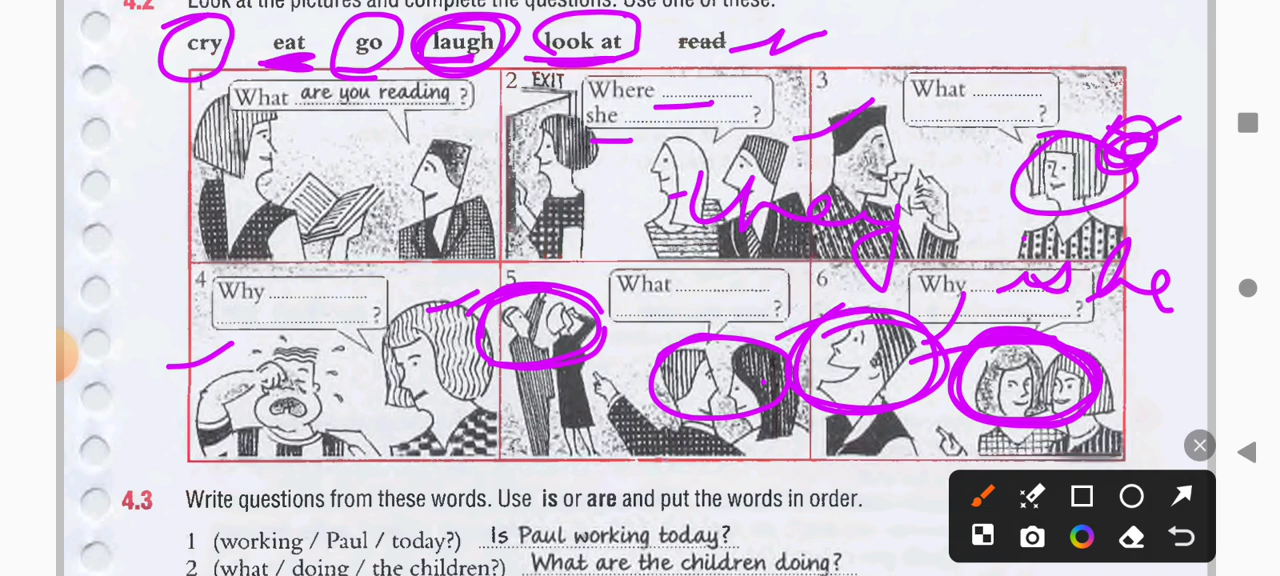 4.2 Look at the pictures and complete the questions. Use one of these:
cry eat go laugh look at read
1 What are you reading ?
2 EXIT Where ............
she ............ ?
3 What ............
............ ?
they
4 Why ............
............ ?
5 What ............
............ ?
6 Why ............
............ ?
is he
4.3 Write questions from these words. Use is or are and put the words in order.
1 (working / Paul / today?) Is Paul working today?
2 (what / doing / the children?) What are the children doing?